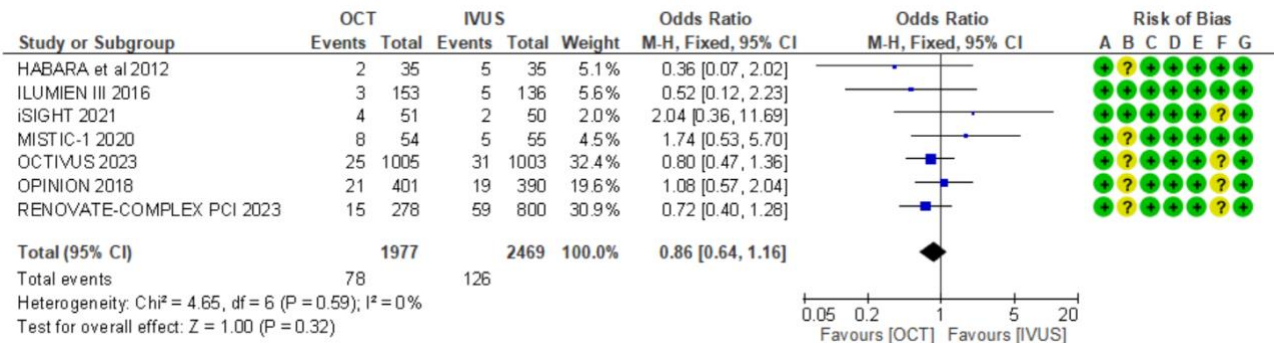 OCT IVUS Odds Ratio Odds Ratio Risk of Bias
Study or Subgroup Events Total Events Total Weight M-H, Fixed, 95% CI M-H, Fixed, 95% CI A B C D E F G
HABARA et al 2012 2 35 5 35 5.1% 0.36 [0.07, 2.02] + ? + + + + +
ILUMIEN III 2016 3 153 5 136 5.6% 0.52 [0.12, 2.23] + + + + + + +
iSIGHT 2021 4 51 2 50 2.0% 2.04 [0.36, 11.69] + + + + + ? +
MISTIC-1 2020 8 54 5 55 4.5% 1.74 [0.53, 5.70] + ? + + + + +
OCTIVUS 2023 25 1005 31 1003 32.4% 0.80 [0.47, 1.36] + ? + + + ? +
OPINION 2018 21 401 19 390 19.6% 1.08 [0.57, 2.04] + ? + + + ? +
RENOVATE-COMPLEX PCI 2023 15 278 59 800 30.9% 0.72 [0.40, 1.28] + ? + + + ? +
Total (95% CI) 1977 2469 100.0% 0.86 [0.64, 1.16]
Total events 78 126
Heterogeneity: Chi² = 4.65, df = 6 (P = 0.59); I² = 0%
Test for overall effect: Z = 1.00 (P = 0.32)
0.05 0.2 1 5 20
Favours [OCT] Favours [IVUS]